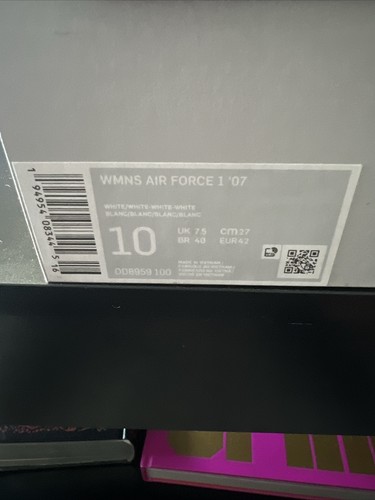 WMNS AIR FORCE 1 '07
WHITE/WHITE-WHITE-WHITE
BLANC/BLANC/BLANC/BLANC
10
UK 7.5 cm 27
BR 40 EUR 42
DD8959 100
MADE IN VIETNAM